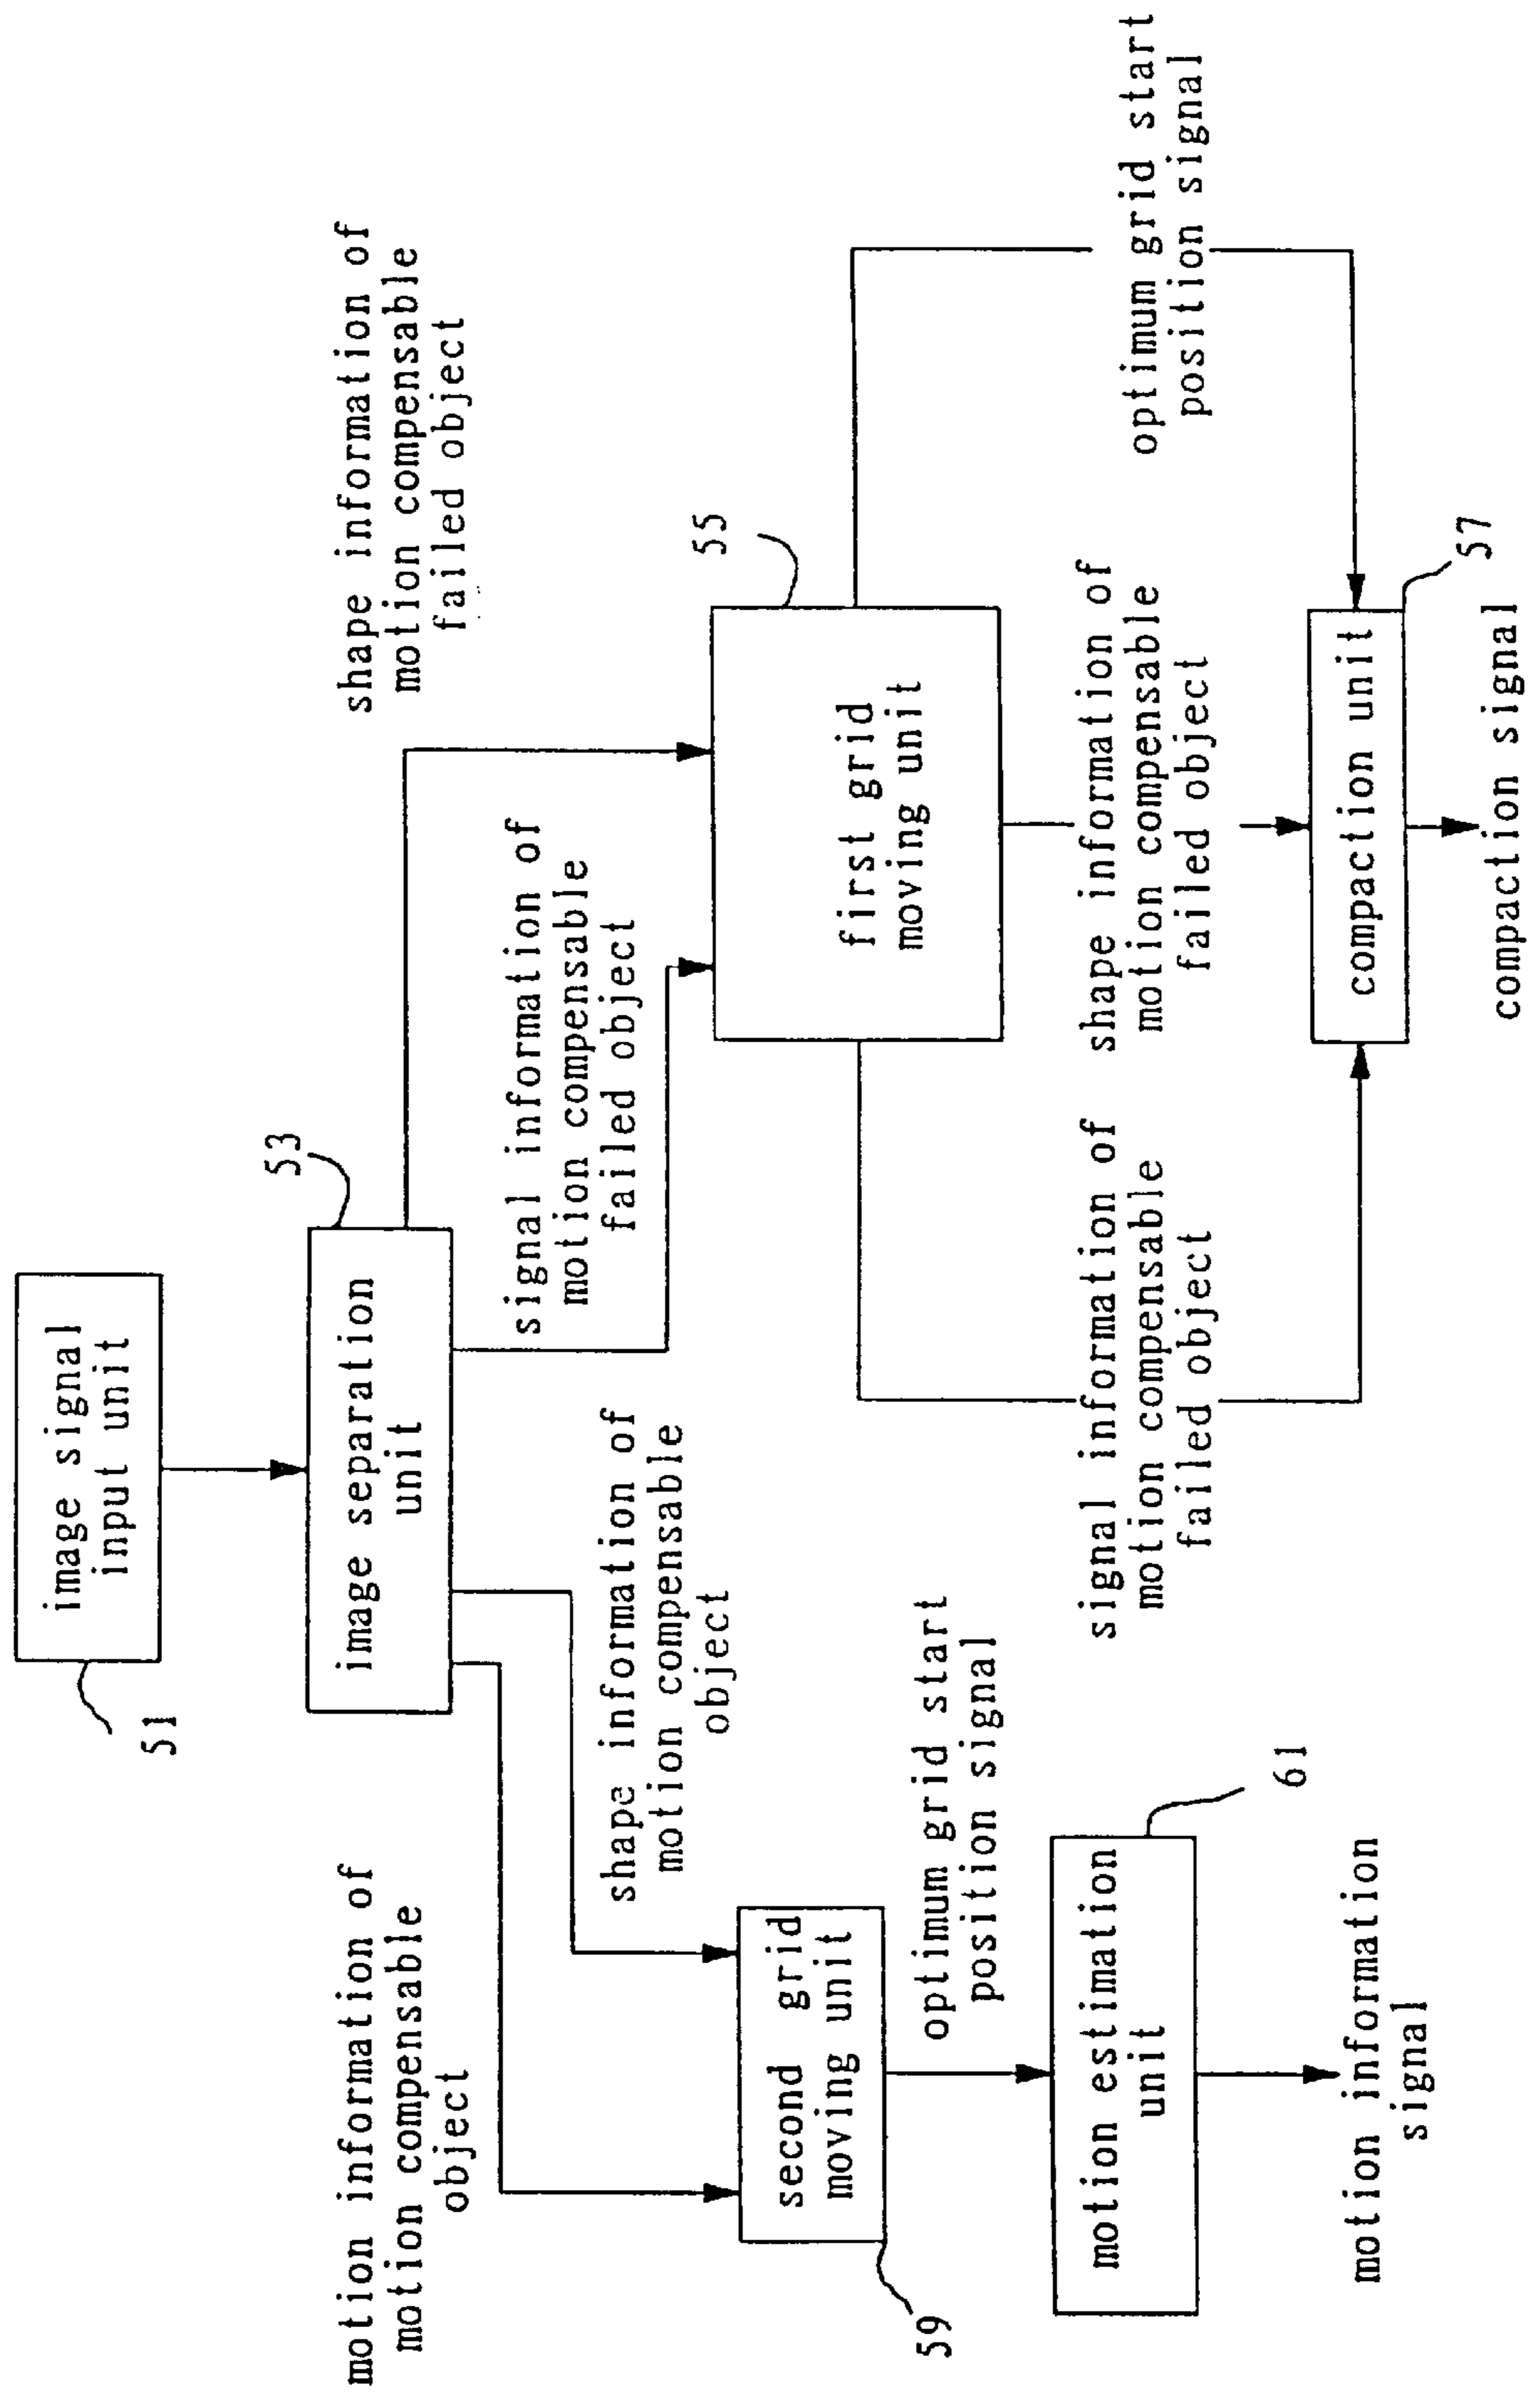 image signal
input unit
51
53
image separation
unit
motion information of
motion compensable
object
shape information of
motion compensable
object
signal information of
motion compensable
failed object
shape information of
motion compensable
failed object
59
second grid
moving unit
55
first grid
moving unit
optimum grid start
position signal
signal information of
motion compensable
failed object
shape information of
motion compensable
failed object
optimum grid start
position signal
61
motion estimation
unit
motion information
signal
57
compaction unit
compaction signal